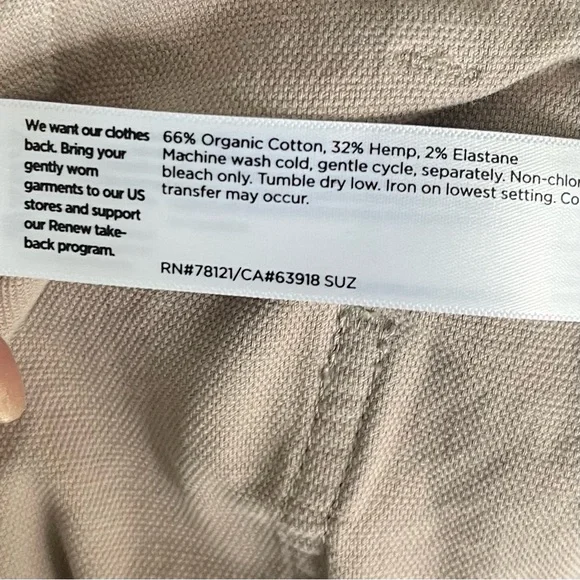 We want our clothes
back. Bring your
gently worn
garments to our US
stores and support
our Renew take-
back program.
66% Organic Cotton, 32% Hemp, 2% Elastane
Machine wash cold, gentle cycle, separately. Non-chlor
bleach only. Tumble dry low. Iron on lowest setting. Co
transfer may occur.
RN#78121/CA#63918 SUZ